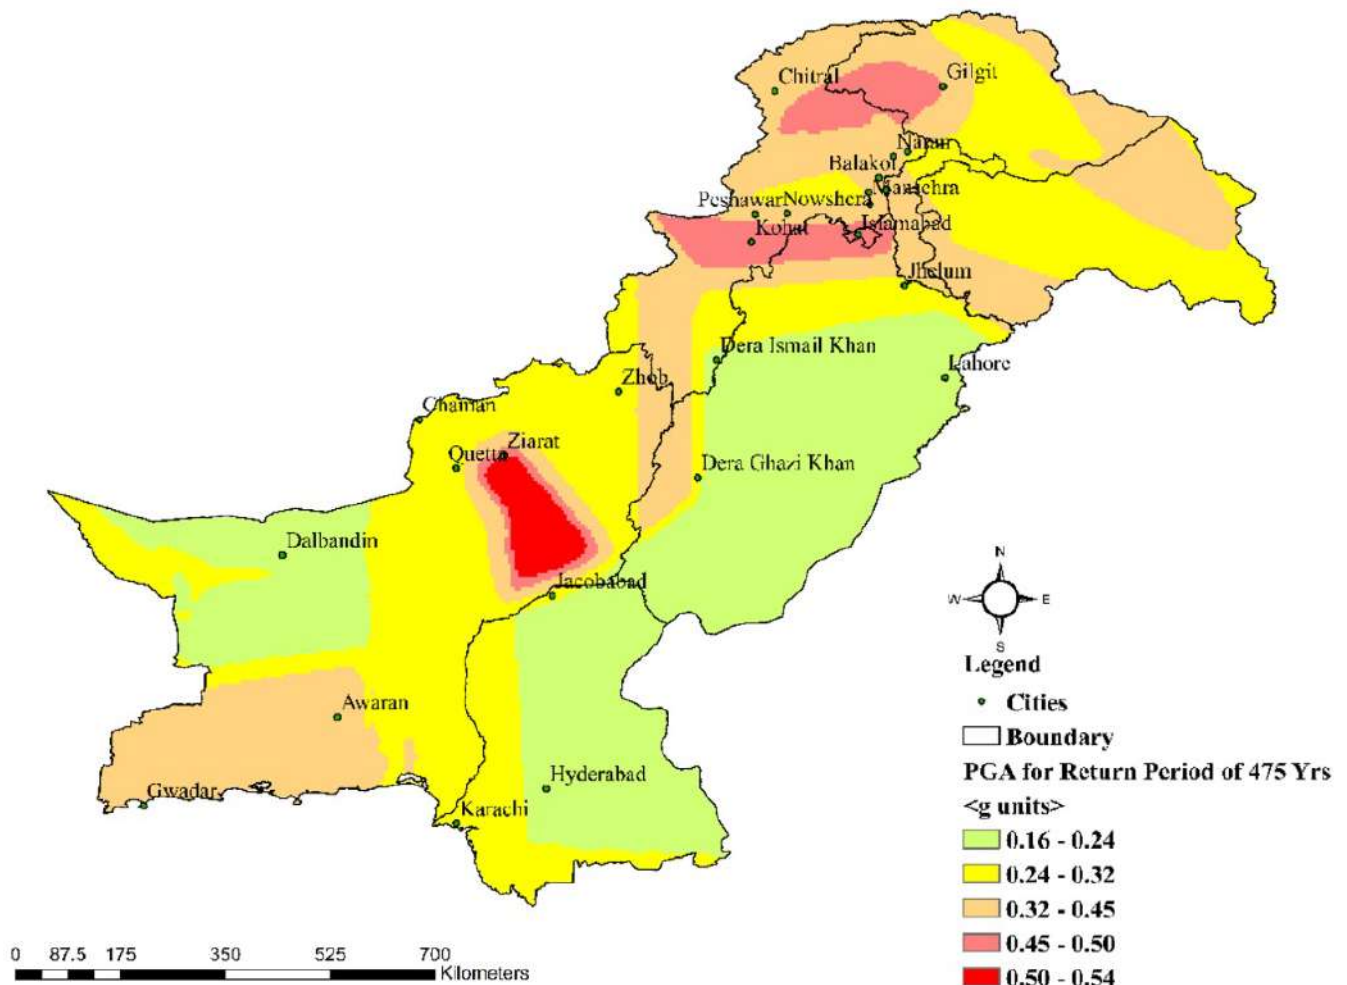 Chitral
Gilgit
Naran
Balakot
Mansehra
Peshawar
Nowshera
Kohat
Islamabad
Jhelum
Dera Ismail Khan
Lahore
Zhob
Chaman
Ziarat
Quetta
Dera Ghazi Khan
Dalbandin
Jacobabad
Awaran
Hyderabad
Gwadar
Karachi
N
W
E
S
Legend
Cities
Boundary
PGA for Return Period of 475 Yrs
<g units>
0.16 - 0.24
0.24 - 0.32
0.32 - 0.45
0.45 - 0.50
0.50 - 0.54
0 87.5 175 350 525 700
Kilometers